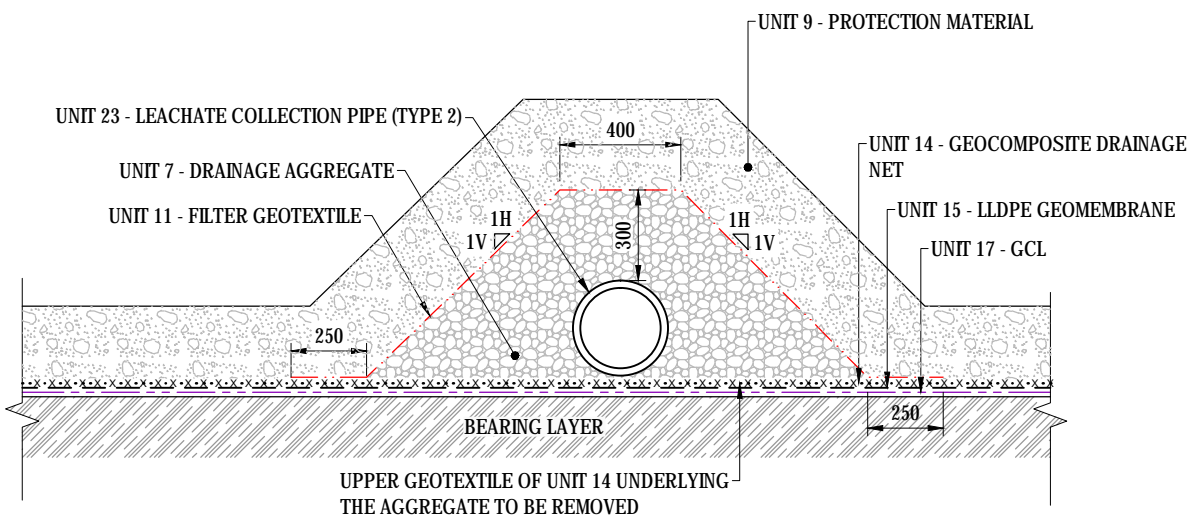 UNIT 9 - PROTECTION MATERIAL
UNIT 23 - LEACHATE COLLECTION PIPE (TYPE 2)
400
UNIT 14 - GEOCOMPOSITE DRAINAGE
NET
UNIT 7 - DRAINAGE AGGREGATE
UNIT 15 - LLDPE GEOMEMBRANE
UNIT 11 - FILTER GEOTEXTILE
1H
1V
300
1H
1V
UNIT 17 - GCL
250
250
BEARING LAYER
UPPER GEOTEXTILE OF UNIT 14 UNDERLYING
THE AGGREGATE TO BE REMOVED